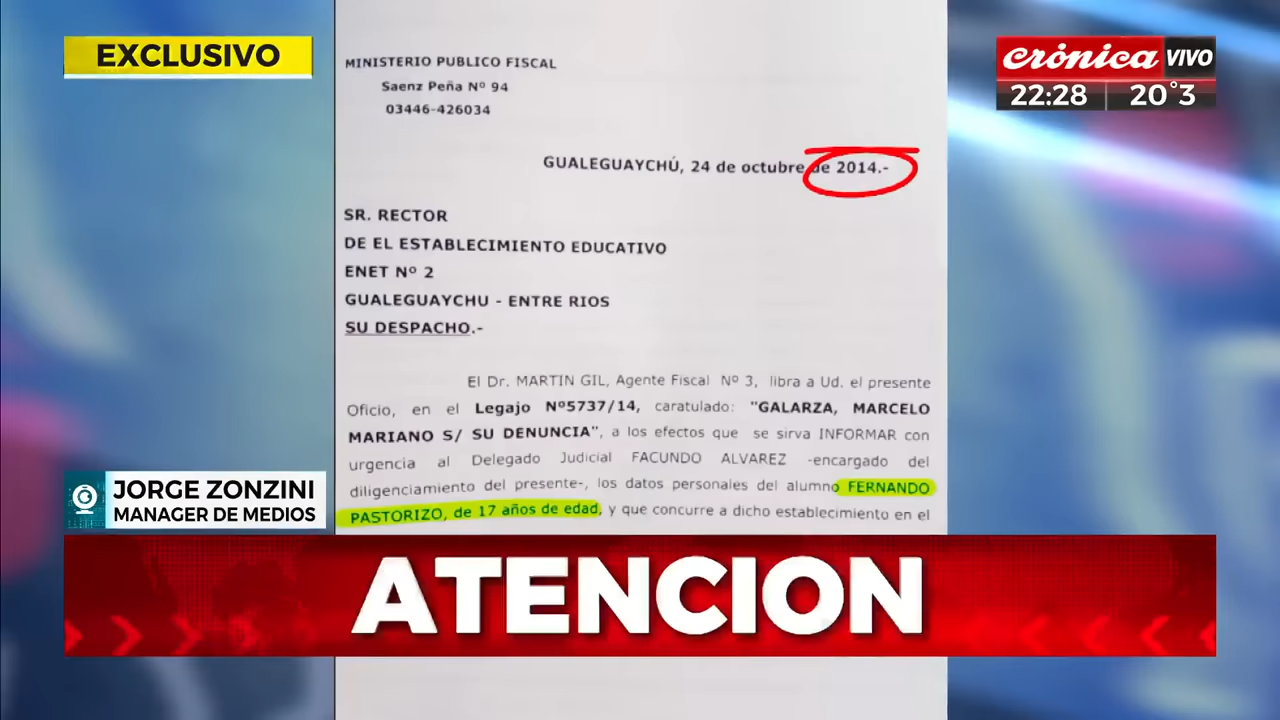 EXCLUSIVO
crónica VIVO
22:28 20°3
MINISTERIO PUBLICO FISCAL
Saenz Peña Nº 94
03446-426034
GUALEGUAYCHÚ, 24 de octubre de 2014.-
SR. RECTOR
DE EL ESTABLECIMIENTO EDUCATIVO
ENET Nº 2
GUALEGUAYCHU - ENTRE RIOS
SU DESPACHO.-
El Dr. MARTIN GIL, Agente Fiscal Nº 3, libra a Ud. el presente
Oficio, en el Legajo Nº5737/14, caratulado: "GALARZA, MARCELO
MARIANO S/ SU DENUNCIA", a los efectos que se sirva INFORMAR con
urgencia al Delegado Judicial FACUNDO ALVAREZ -encargado del
diligenciamiento del presente-, los datos personales del alumno FERNANDO
PASTORIZO, de 17 años de edad, y que concurre a dicho establecimiento en el
JORGE ZONZINI
MANAGER DE MEDIOS
ATENCION